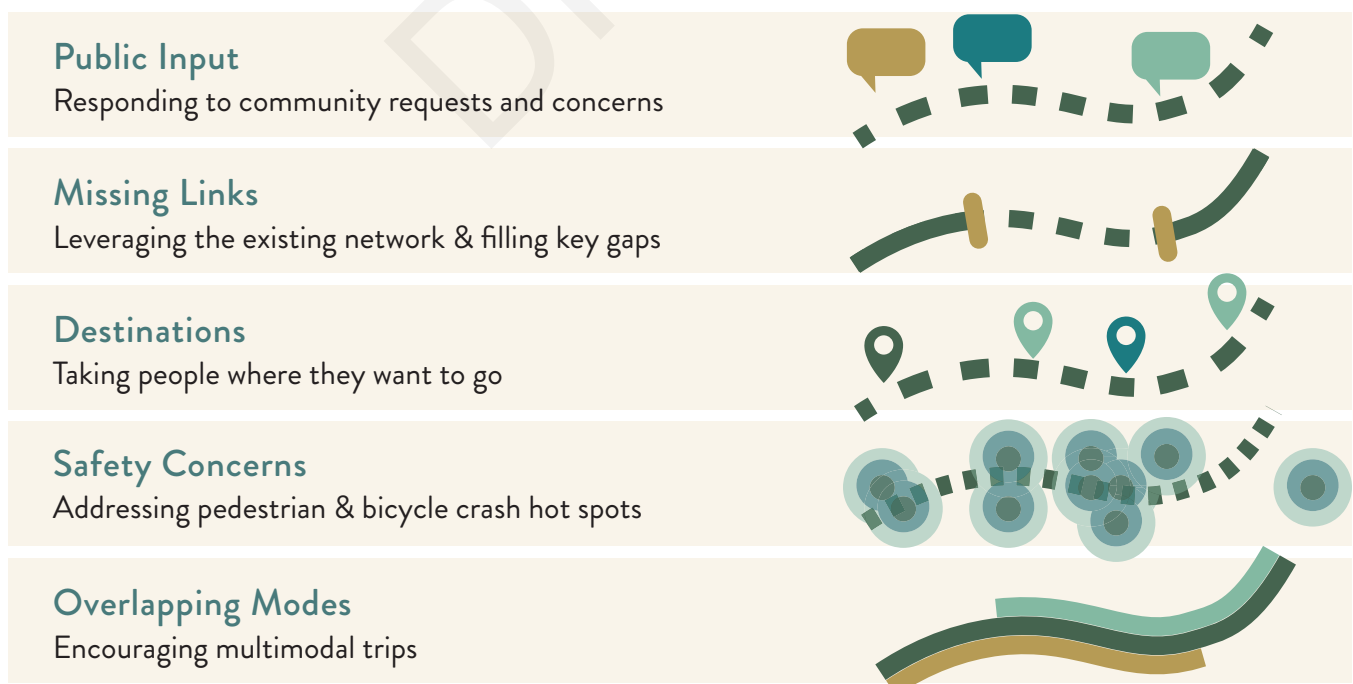 Public Input
Responding to community requests and concerns
Missing Links
Leveraging the existing network & filling key gaps
Destinations
Taking people where they want to go
Safety Concerns
Addressing pedestrian & bicycle crash hot spots
Overlapping Modes
Encouraging multimodal trips